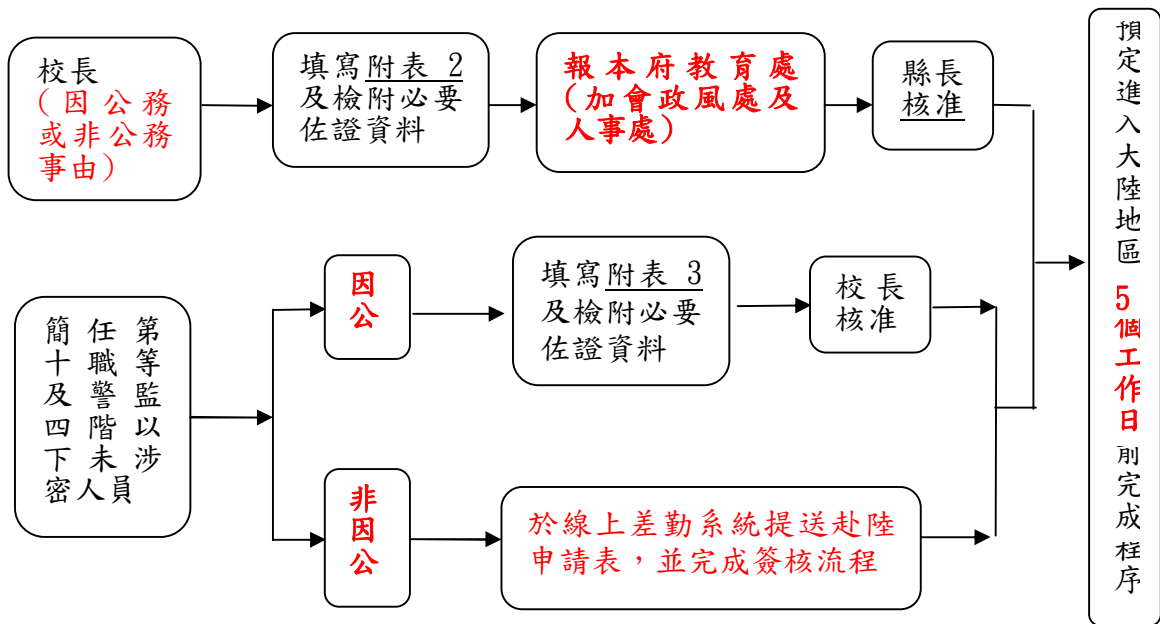 校長
(因公務
或非公務
事由)
填寫附表 2
及檢附必要
佐證資料
報本府教育處
(加會政風處及
人事處)
縣長
核准
簡任第
十職等
及警監
四階以
下未涉
密人員
因
公
填寫附表 3
及檢附必要
佐證資料
校長
核准
非
因
公
於線上差勤系統提送赴陸
申請表，並完成簽核流程
預定進入大陸地區 5個工作日前完成程序